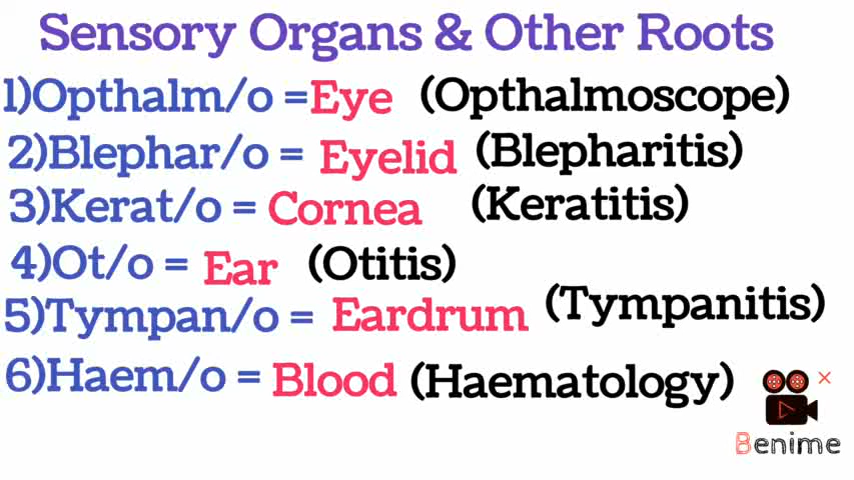 Sensory Organs & Other Roots
1)Opthalm/o =Eye (Opthalmoscope)
2)Blephar/o = Eyelid (Blepharitis)
3)Kerat/o = Cornea (Keratitis)
4)Ot/o = Ear (Otitis)
5)Tympan/o = Eardrum (Tympanitis)
6)Haem/o = Blood (Haematology)
Benime